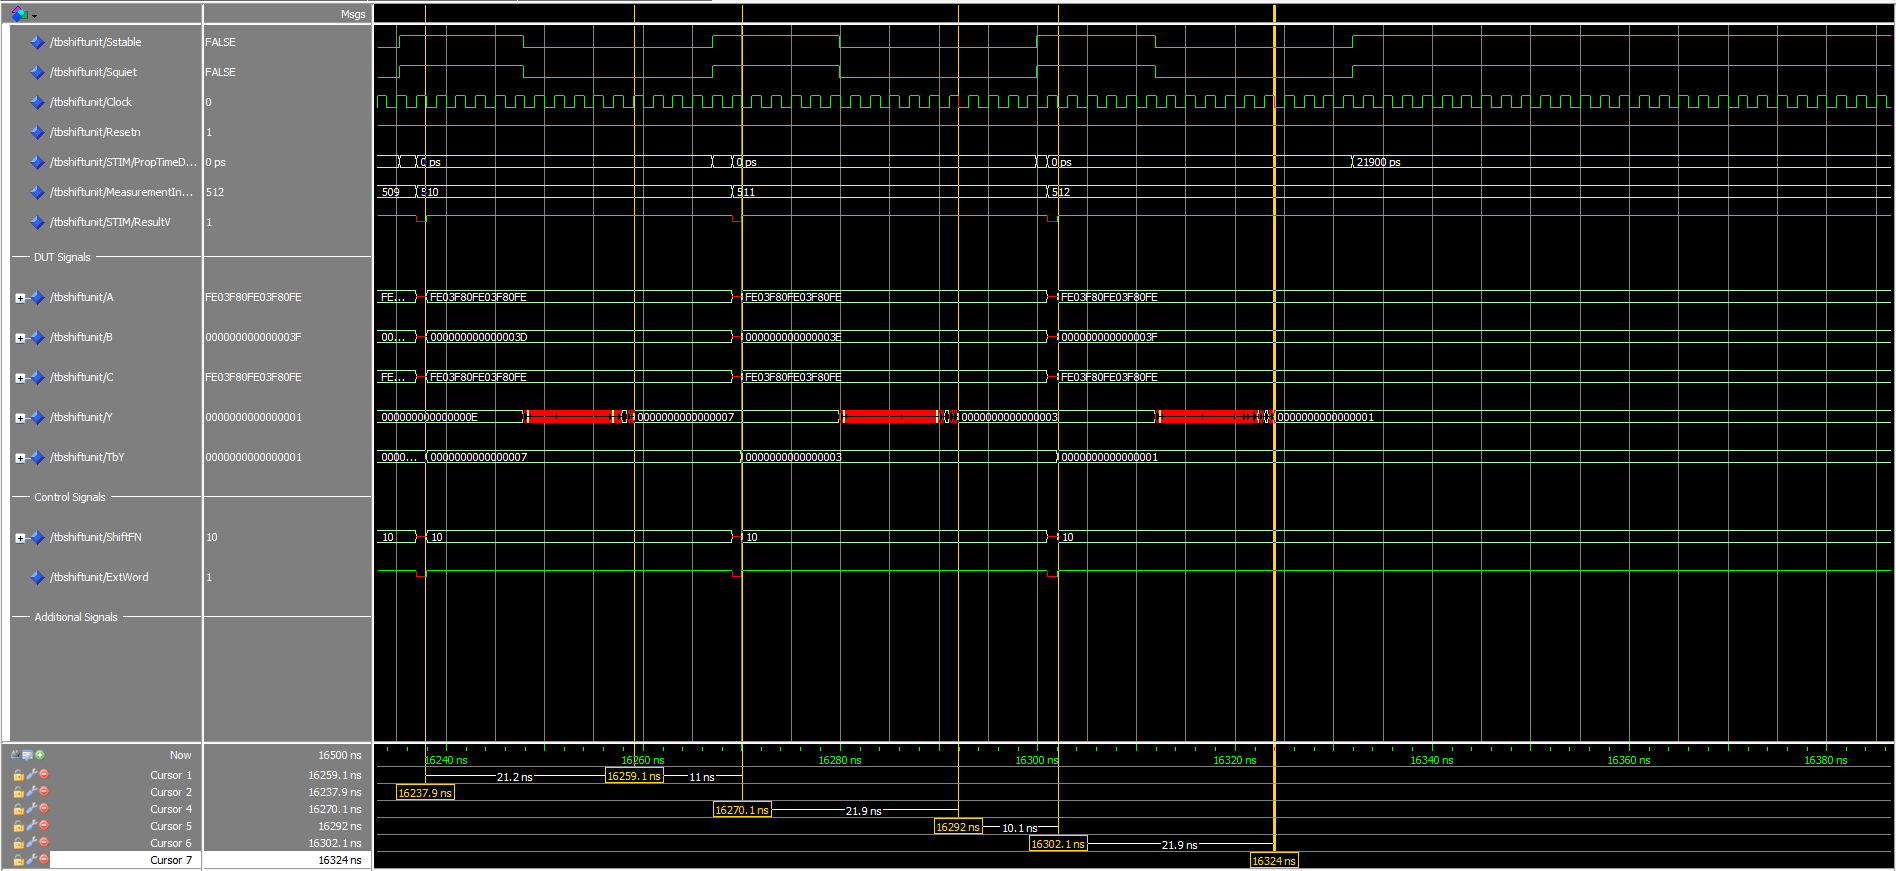 Msgs
/tbshiftunit/Sstable FALSE
/tbshiftunit/Squiet FALSE
/tbshiftunit/Clock 0
/tbshiftunit/Resetn 1
/tbshiftunit/STIM/PropTimeD... 0 ps 0 ps 0 ps 0 ps 21900 ps
/tbshiftunit/MeasurementIn... 512 509 510 511 512
/tbshiftunit/STIM/ResultV 1
DUT Signals
/tbshiftunit/A FE03F80FE03F80FE FE... FE03F80FE03F80FE FE03F80FE03F80FE FE03F80FE03F80FE
/tbshiftunit/B 000000000000003F 00... 000000000000003D 000000000000003E 000000000000003F
/tbshiftunit/C FE03F80FE03F80FE FE... FE03F80FE03F80FE FE03F80FE03F80FE FE03F80FE03F80FE
/tbshiftunit/Y 0000000000000001 000000000000000E 0000000000000007 0000000000000003 0000000000000001
/tbshiftunit/TbY 0000000000000001 0000... 0000000000000007 0000000000000003 0000000000000001
Control Signals
/tbshiftunit/ShiftFN 10 10 10 10 10
/tbshiftunit/ExtWord 1
Additional Signals
Now 16500 ns 16240 ns 16260 ns 16280 ns 16300 ns 16320 ns 16340 ns 16360 ns 16380 ns
Cursor 1 16259.1 ns 21.2 ns 16259.1 ns 11 ns
Cursor 2 16237.9 ns 16237.9 ns
Cursor 4 16270.1 ns 16270.1 ns 21.9 ns
Cursor 5 16292 ns 16292 ns 10.1 ns
Cursor 6 16302.1 ns 16302.1 ns 21.9 ns
Cursor 7 16324 ns 16324 ns